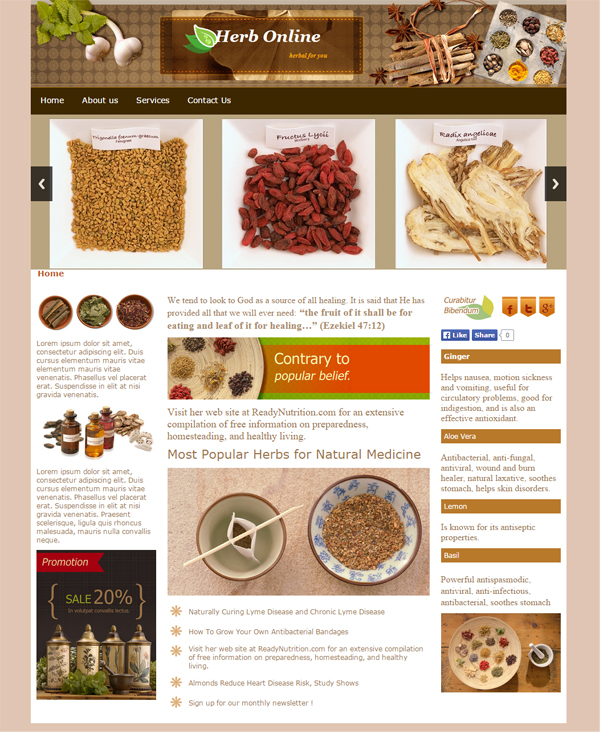 Herb Online
herbal for you
Home About us Services Contact Us
Trigonella foenum-graecum
Fenugreek
Fructus Lycii
Radix angelicae
Angelica root
Home
Lorem ipsum dolor sit amet,
consectetur adipiscing elit. Duis
cursus elementum mauris vitae
elementum mauris vitae
venenatis. Phasellus vel placerat
erat. Suspendisse in elit at nisi
gravida venenatis.
Lorem ipsum dolor sit amet,
consectetur adipiscing elit. Duis
cursus elementum mauris vitae
venenatis. Phasellus vel placerat
erat. Suspendisse in elit at nisi
gravida venenatis. Praesent
scelerisque, ligula quis rhoncus
malesuada, mauris nulla convallis
neque.
Promotion
SALE 20%
In volutpat convallis lectus.
We tend to look to God as a source of all healing. It is said that He has
provided all that we will ever need: “the fruit of it shall be for
eating and leaf of it for healing…” (Ezekiel 47:12)
Contrary to
popular belief.
Visit her web site at ReadyNutrition.com for an extensive
compilation of free information on preparedness,
homesteading, and healthy living.
Most Popular Herbs for Natural Medicine
Naturally Curing Lyme Disease and Chronic Lyme Disease
How To Grow Your Own Antibacterial Bandages
Visit her web site at ReadyNutrition.com for an extensive compilation
of free information on preparedness, homesteading, and healthy
living.
Almonds Reduce Heart Disease Risk, Study Shows
Sign up for our monthly newsletter !
Curabitur
Bibendum
f t g+
Like Share 0
Ginger
Helps nausea, motion sickness
and vomiting, useful for
circulatory problems, good for
indigestion, and is also an
effective antioxidant.
Aloe Vera
Antibacterial, anti-fungal,
antiviral, wound and burn
healer, natural laxative, soothes
stomach, helps skin disorders.
Lemon
Is known for its antiseptic
properties.
Basil
Powerful antispasmodic,
antiviral, anti-infectious,
antibacterial, soothes stomach